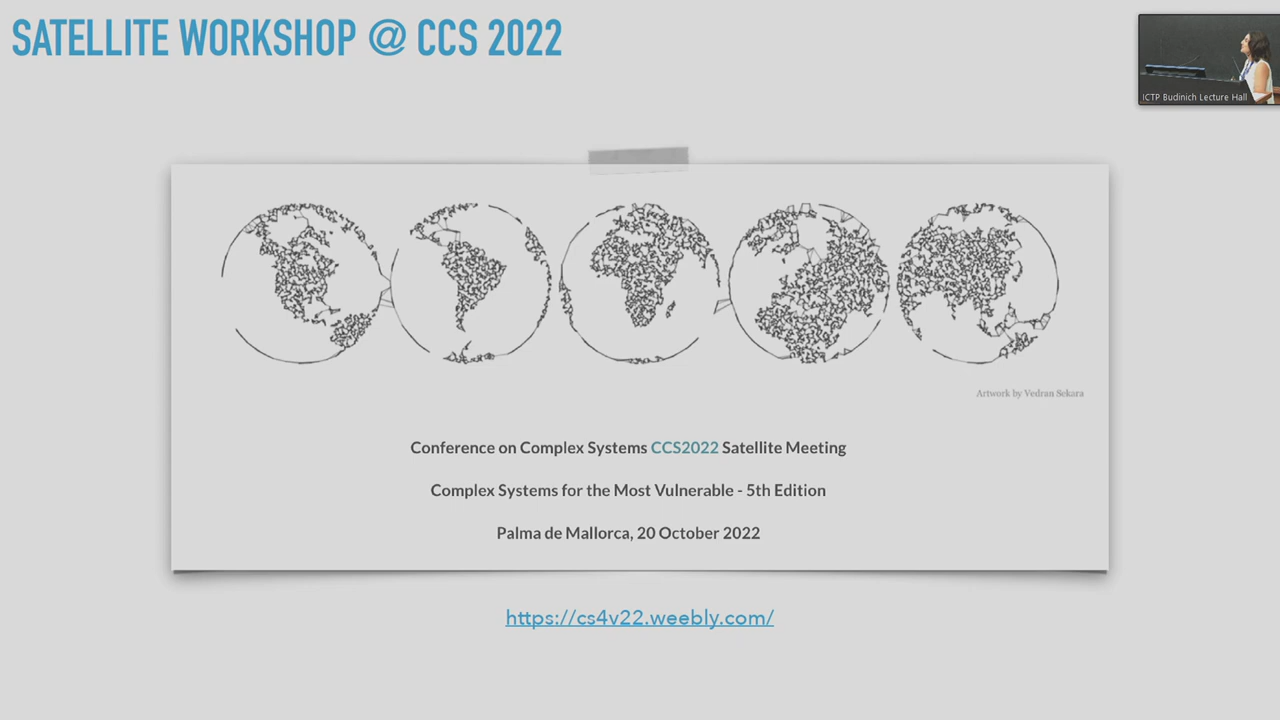 SATELLITE WORKSHOP @ CCS 2022
ICTP Budinich Lecture Hall
Artwork by Vedran Sekara
Conference on Complex Systems CCS2022 Satellite Meeting
Complex Systems for the Most Vulnerable - 5th Edition
Palma de Mallorca, 20 October 2022
https://cs4v22.weebly.com/